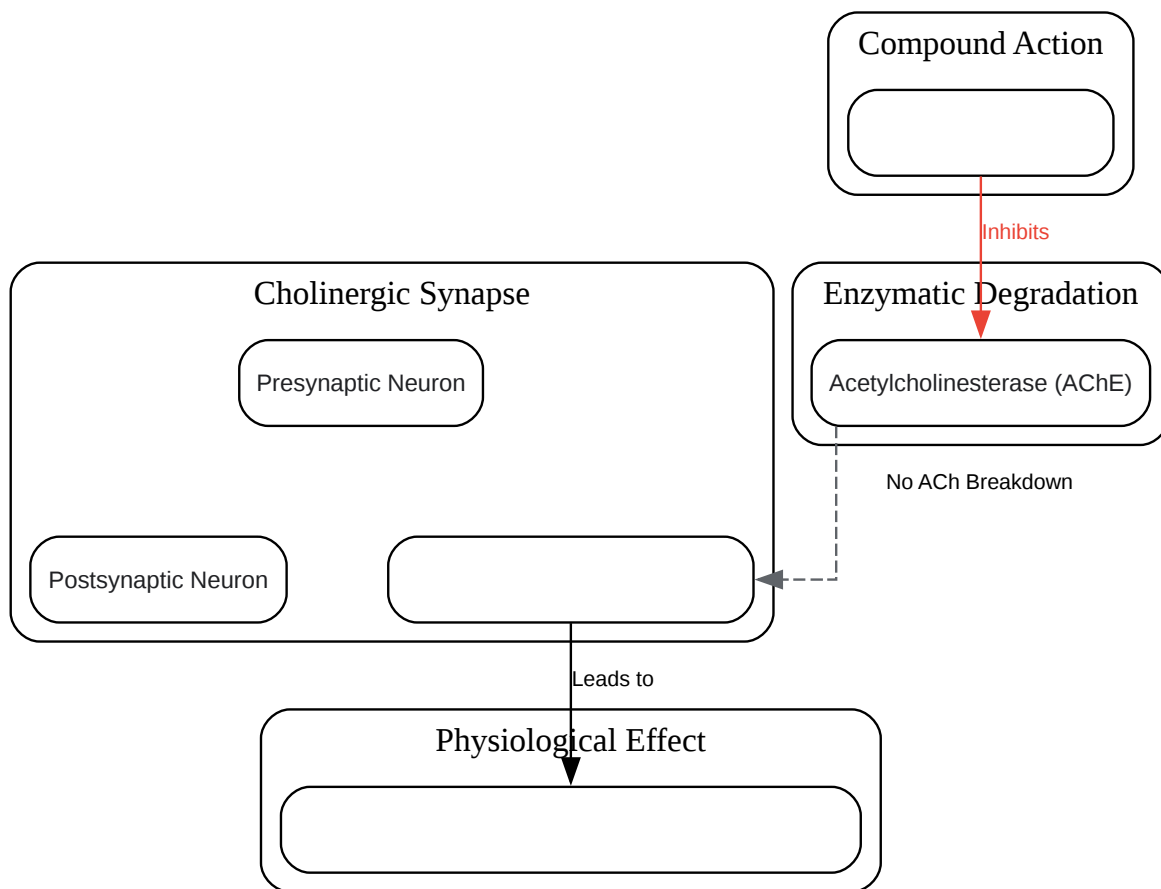 Compound Action
Inhibits
Cholinergic Synapse
Enzymatic Degradation
Presynaptic Neuron
Acetylcholinesterase (AChE)
No ACh Breakdown
Postsynaptic Neuron
Leads to
Physiological Effect